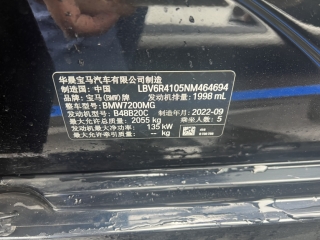 华晨宝马汽车有限公司制造
制造国：中国 LBV6R4105NM464694
品牌：宝马(BMW)牌 发动机排量：1998 mL
整车型号：BMW7200MG
发动机型号：B48B20C 制造年月：2022-09
最大允许总质量：2055 kg 乘坐人数：5
发动机最大净功率：135 kW
最大允许牵引质量：－ kg